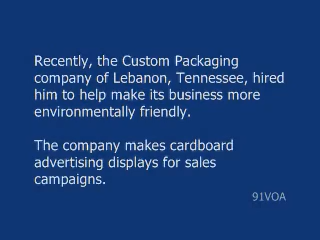 Recently, the Custom Packaging
company of Lebanon, Tennessee, hired
him to help make its business more
environmentally friendly.
The company makes cardboard
advertising displays for sales
campaigns.
91VOA